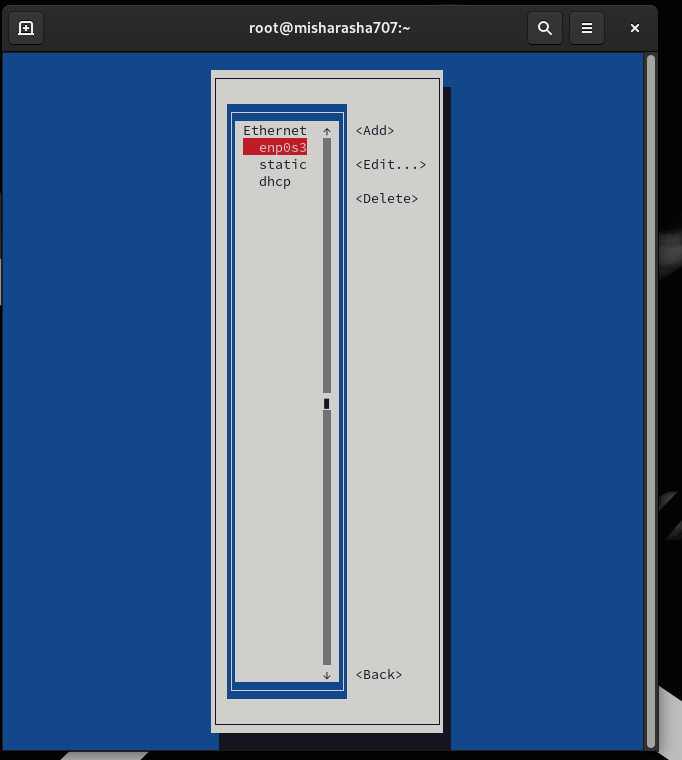 root@misharasha707:~
Ethernet ↑ <Add>
enp0s3
static <Edit...>
dhcp
<Delete>
↓ <Back>